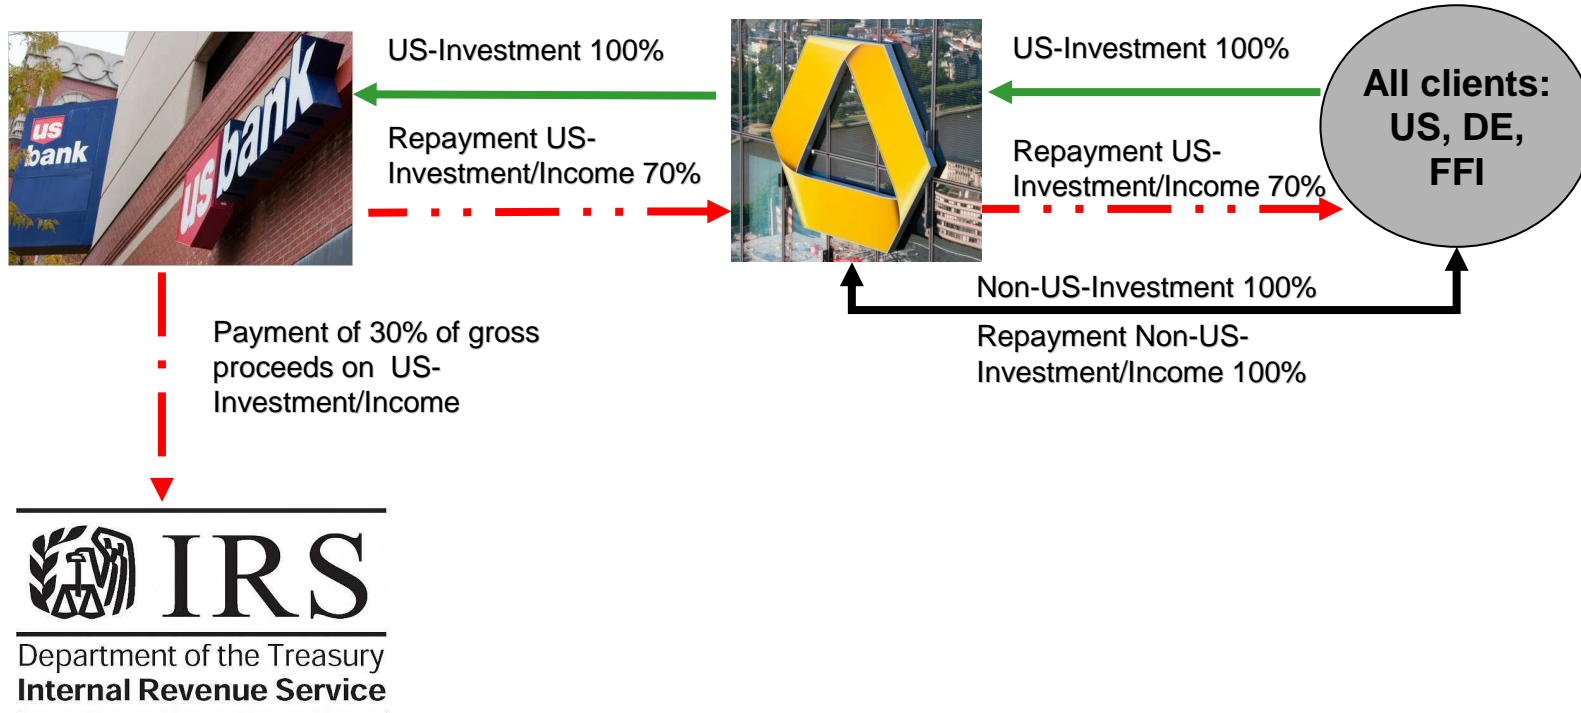 US-Investment 100%
US-Investment 100%
All clients:
US, DE,
FFI
us
bank
usbank
Repayment US-
Investment/Income 70%
Repayment US-
Investment/Income 70%
Non-US-Investment 100%
Repayment Non-US-
Investment/Income 100%
Payment of 30% of gross
proceeds on US-
Investment/Income
IRS
Department of the Treasury
Internal Revenue Service